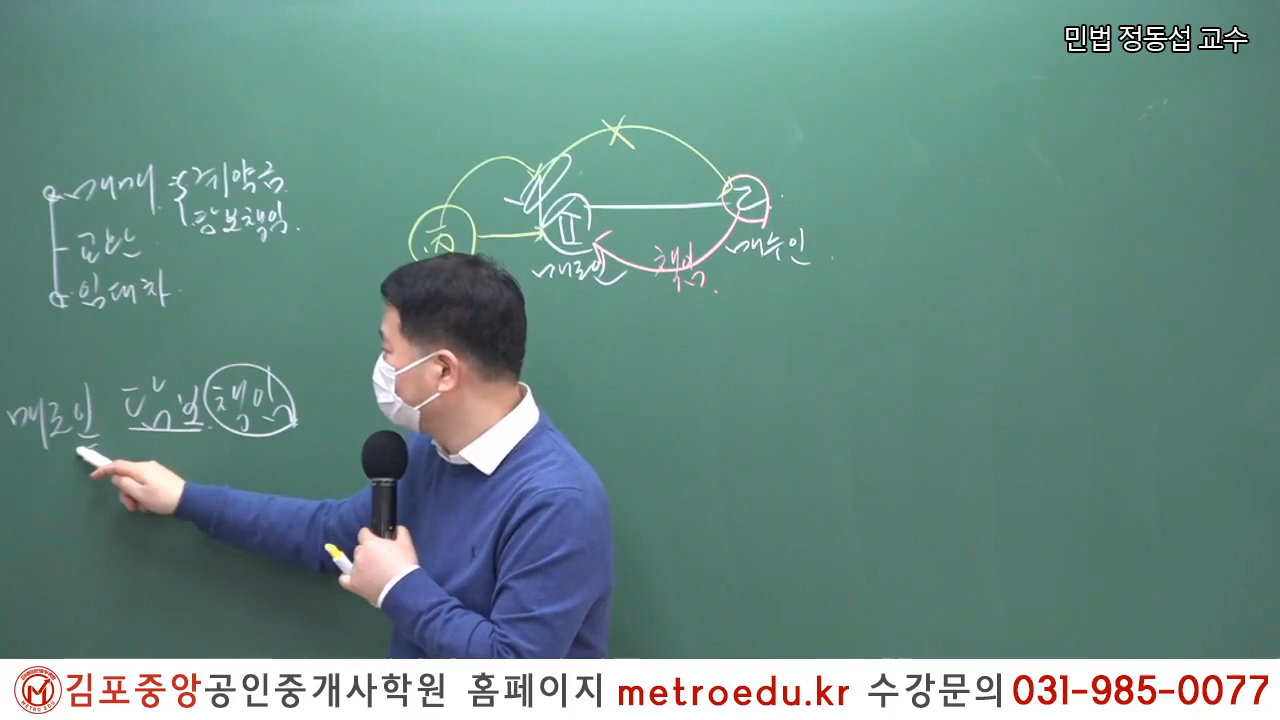 민법 정동섭 교수
매매 계약금
담보책임
교환
임대차
매도인 책임 매수인
매도인 담보 책임
METRO EDU
김포중앙공인중개사학원 홈페이지 metroedu.kr 수강문의 031-985-0077